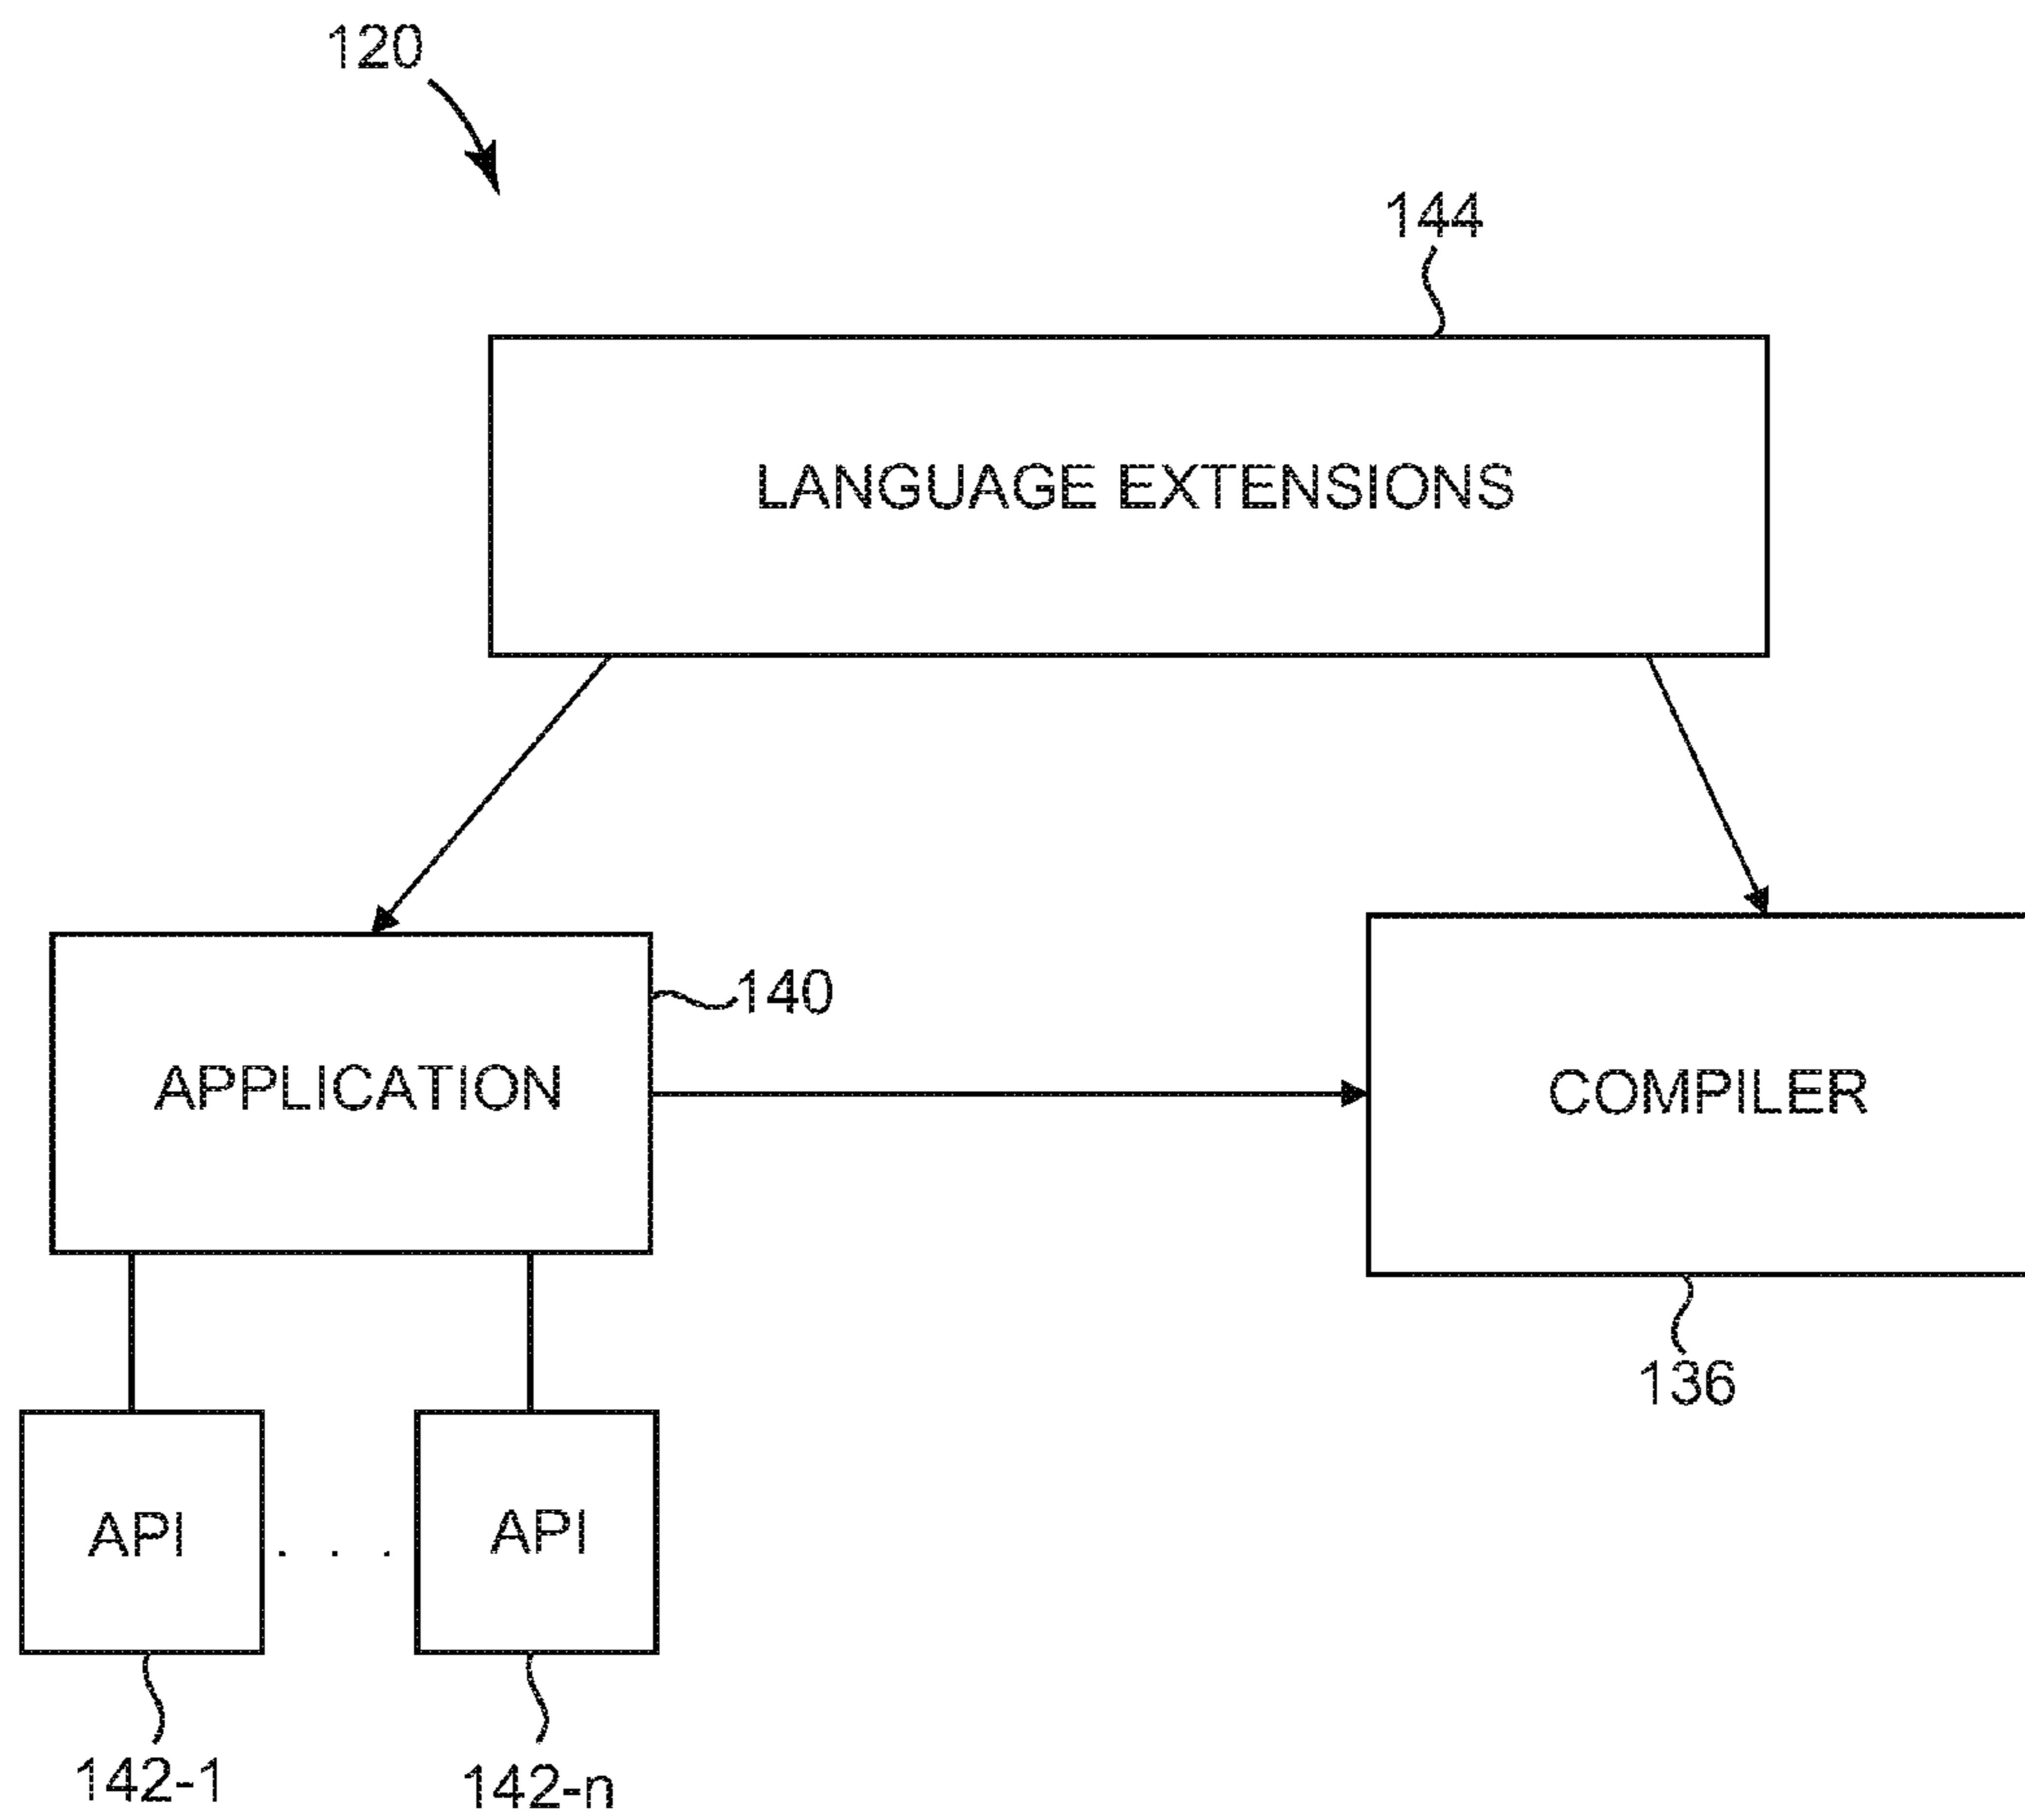 120
144
LANGUAGE EXTENSIONS
140
APPLICATION
COMPILER
136
API
. . .
API
142-1
142-n